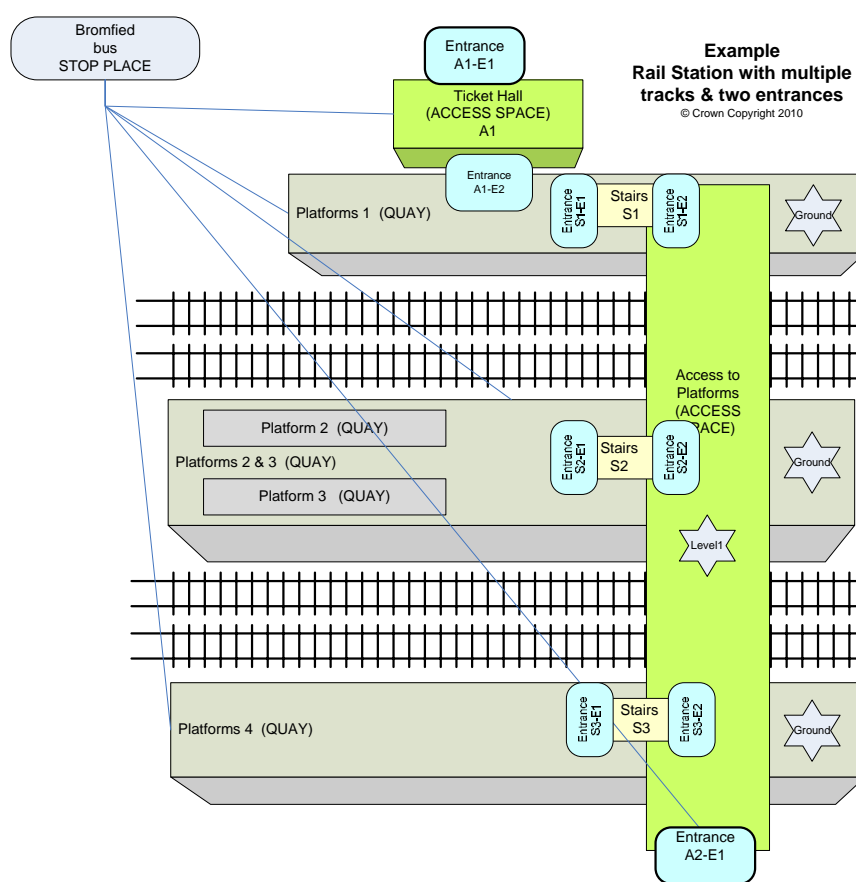 Bromfied
bus
STOP PLACE
Entrance
A1-E1
Example
Rail Station with multiple
tracks & two entrances
© Crown Copyright 2010
Ticket Hall
(ACCESS SPACE)
A1
Entrance
A1-E2
Platforms 1 (QUAY)
Entrance
S1-E1
Stairs
S1
Entrance
S1-E2
Ground
Access to
Platforms
(ACCESS
SPACE)
Platform 2 (QUAY)
Platforms 2 & 3 (QUAY)
Platform 3 (QUAY)
Entrance
S2-E1
Stairs
S2
Entrance
S2-E2
Ground
Level1
Platforms 4 (QUAY)
Entrance
S3-E1
Stairs
S3
Entrance
S3-E2
Ground
Entrance
A2-E1